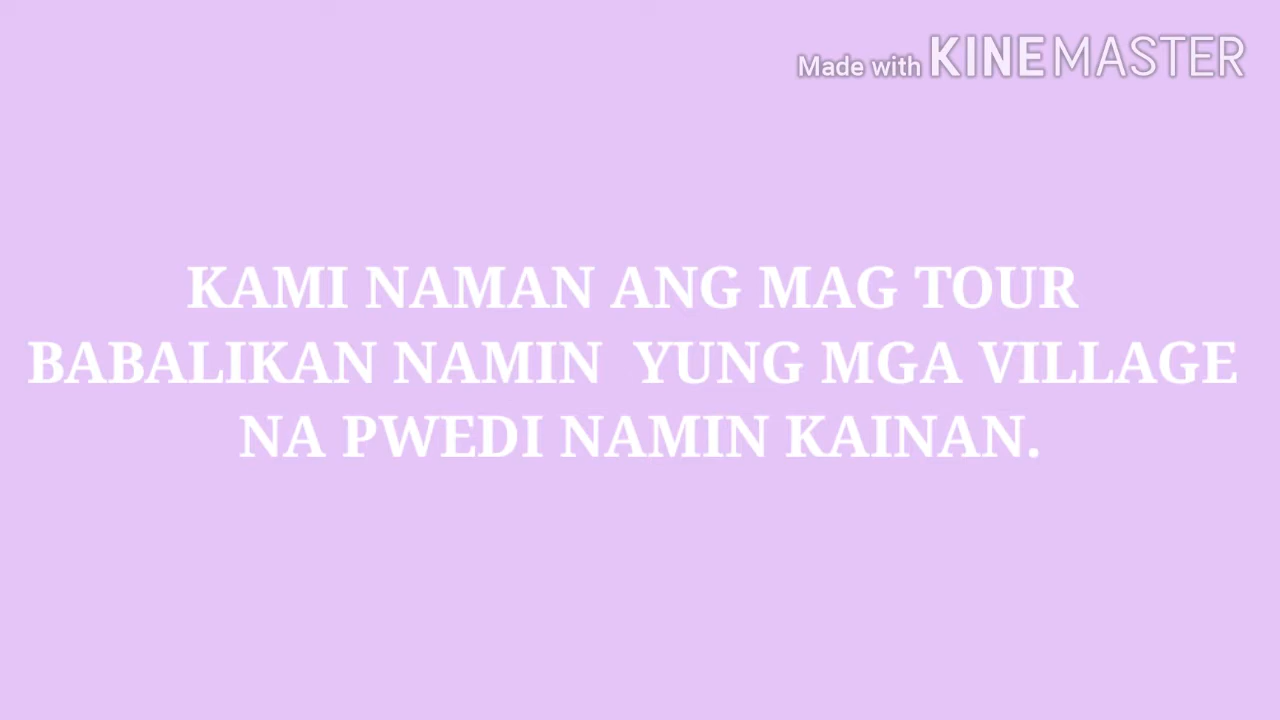 Made with KINEMASTER
KAMI NAMAN ANG MAG TOUR
BABALIKAN NAMIN YUNG MGA VILLAGE
NA PWEDI NAMIN KAINAN.